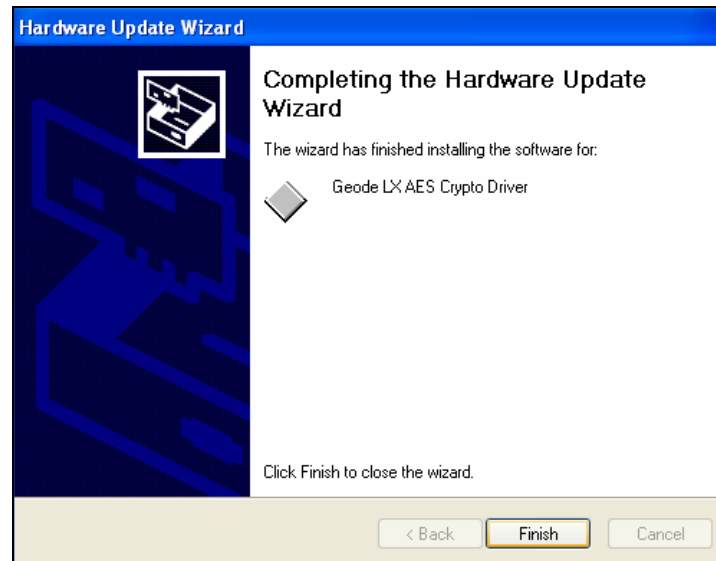 Hardware Update Wizard
Completing the Hardware Update
Wizard
The wizard has finished installing the software for:
Geode LX AES Crypto Driver
Click Finish to close the wizard.
< Back
Finish
Cancel